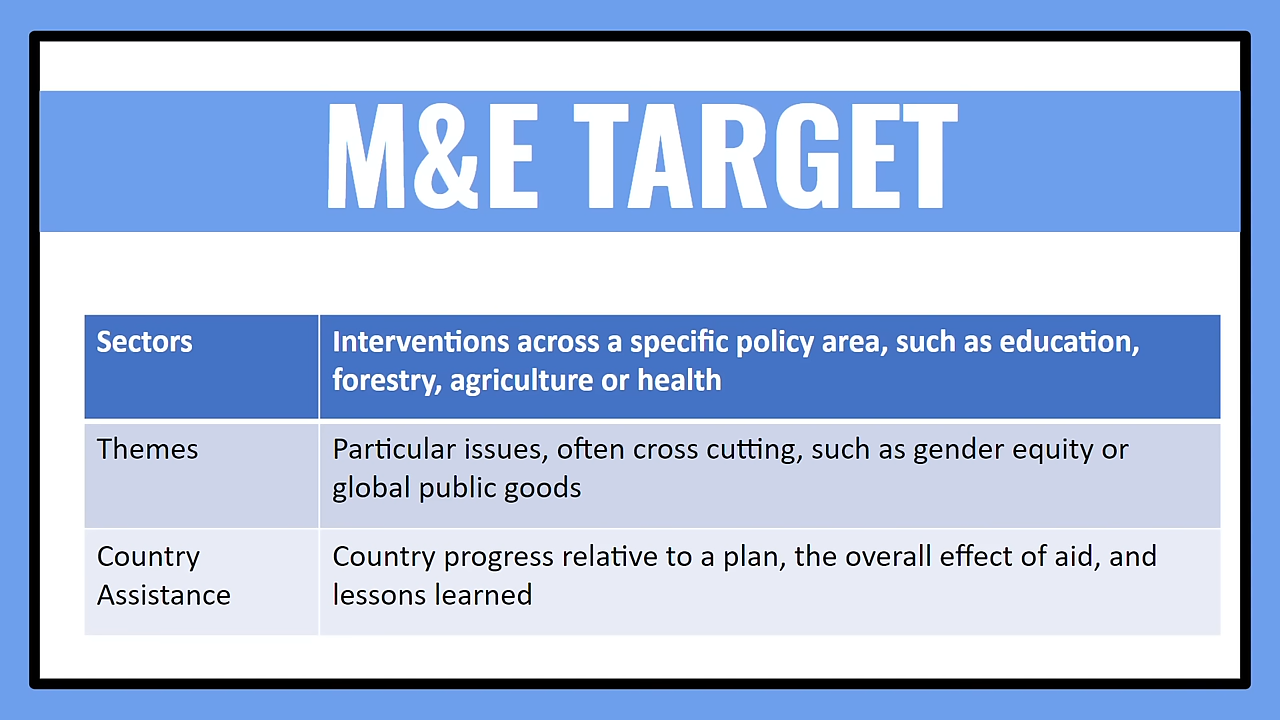 M&E TARGET
Sectors
Interventions across a specific policy area, such as education,
forestry, agriculture or health
Themes
Particular issues, often cross cutting, such as gender equity or
global public goods
Country
Assistance
Country progress relative to a plan, the overall effect of aid, and
lessons learned